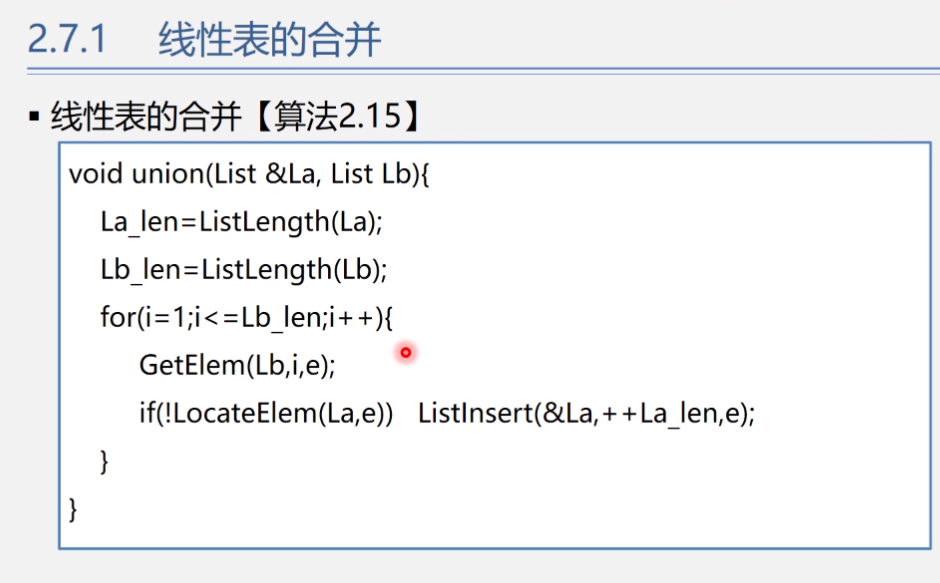 2.7.1 线性表的合并
▪ 线性表的合并【算法2.15】
void union(List &La, List Lb){
La_len=ListLength(La);
Lb_len=ListLength(Lb);
for(i=1;i<=Lb_len;i++){
GetElem(Lb,i,e);
if(!LocateElem(La,e)) ListInsert(&La,++La_len,e);
}
}